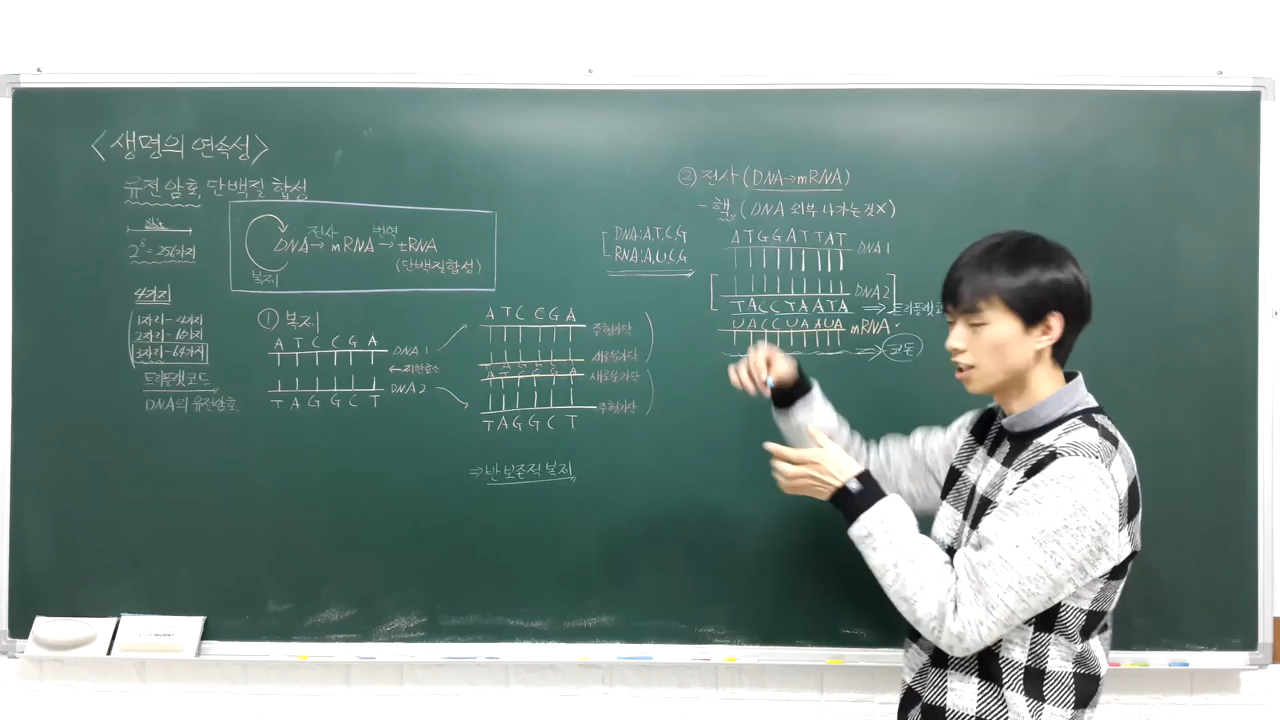 <생명의 연속성>
유전암호, 단백질 합성
8bit
2⁸=256가지
4가지
1자리-4가지
2자리-16가지
3자리-64가지
트리플렛코드
DNA의 유전암호
DNA→mRNA→tRNA
전사
번역
(단백질합성)
복제
① 복제
A T C C G A
DNA 1
←제한효소
DNA 2
T A G G C T
A T C C G A
주형가닥
새로운가닥
T A G G C T
A T C C G A
새로운가닥
주형가닥
T A G G C T
⇒반보존적 복제
② 전사 (DNA→mRNA)
-핵 (DNA 외부 나가는것X)
DNA:A,T,C,G
RNA:A,U,C,G
A T G G A T T A T DNA 1
DNA 2
T A C C T A A T A ⇒
U A C C U A A U A mRNA
코돈